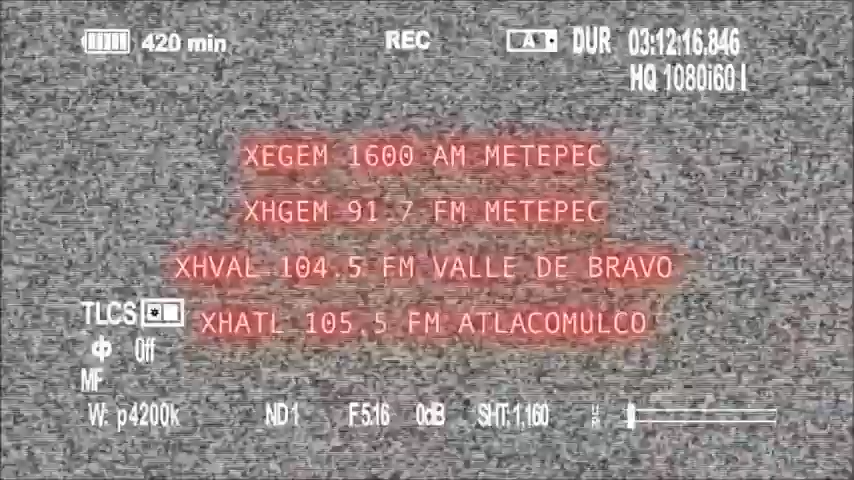 420 min REC A DUR 03:12:16.846
HQ 1080i60
XEGEM 1600 AM METEPEC
XHGEM 91.7 FM METEPEC
XHVAL 104.5 FM VALLE DE BRAVO
XHATL 105.5 FM ATLACOMULCO
TLCS
Off
MF
W: p4200k ND1 F5.16 0dB SHT:1,160